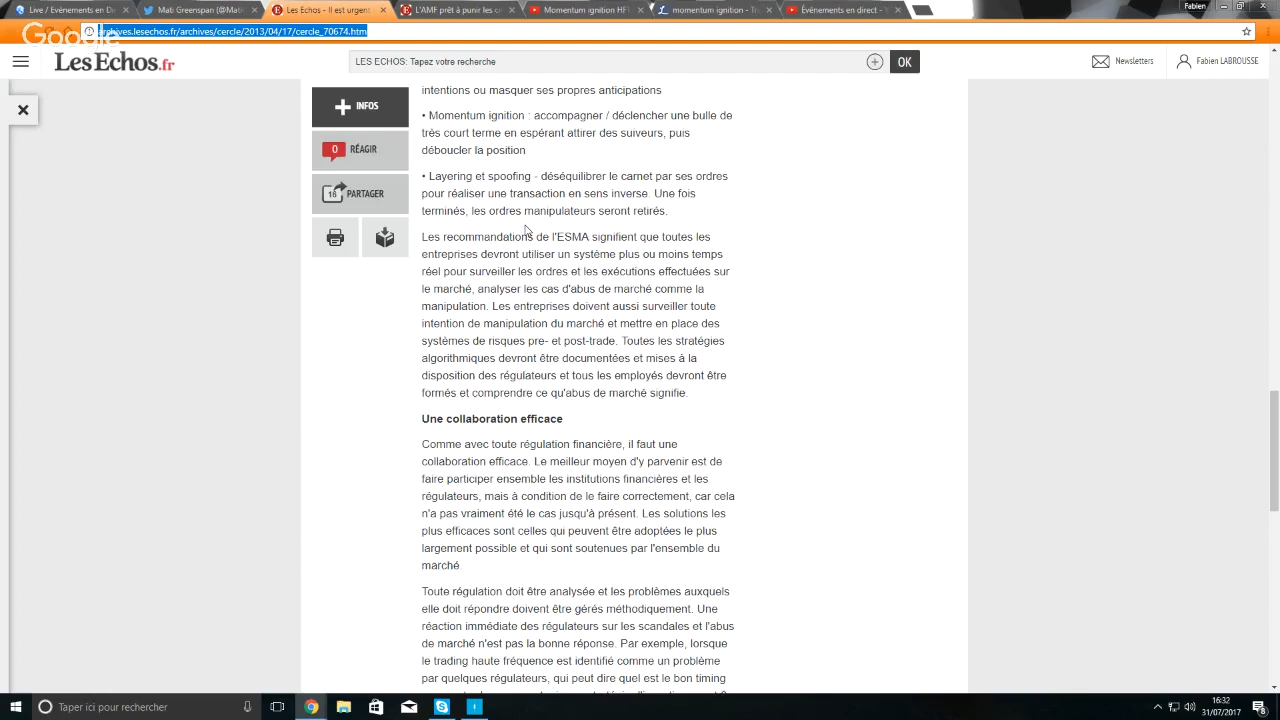 Live / Événements en Di
Mati Greenspan (@Mati
Les Echos - Il est urgent
L'AMF prêt à punir les cr
Momentum ignition HF
momentum ignition - Tr
Événements en direct -
Fabien
archives.lesechos.fr/archives/cercle/2013/04/17/cercle_70674.htm
Google
LesEchos.fr
LES ECHOS: Tapez votre recherche
OK
Newsletters
Fabien LABROUSSE
INFOS
0 RÉAGIR
16 PARTAGER
intentions ou masquer ses propres anticipations
• Momentum ignition : accompagner / déclencher une bulle de
très court terme en espérant attirer des suiveurs, puis
déboucler la position
• Layering et spoofing - déséquilibrer le carnet par ses ordres
pour réaliser une transaction en sens inverse. Une fois
terminés, les ordres manipulateurs seront retirés.
Les recommandations de l'ESMA signifient que toutes les
entreprises devront utiliser un système plus ou moins temps
réel pour surveiller les ordres et les exécutions effectuées sur
le marché, analyser les cas d'abus de marché comme la
manipulation. Les entreprises doivent aussi surveiller toute
intention de manipulation du marché et mettre en place des
systèmes de risques pre- et post-trade. Toutes les stratégies
algorithmiques devront être documentées et mises à la
disposition des régulateurs et tous les employés devront être
formés et comprendre ce qu'abus de marché signifie.
Une collaboration efficace
Comme avec toute régulation financière, il faut une
collaboration efficace. Le meilleur moyen d'y parvenir est de
faire participer ensemble les institutions financières et les
régulateurs, mais à condition de le faire correctement, car cela
n'a pas vraiment été le cas jusqu'à présent. Les solutions les
plus efficaces sont celles qui peuvent être adoptées le plus
largement possible et qui sont soutenues par l'ensemble du
marché.
Toute régulation doit être analysée et les problèmes auxquels
elle doit répondre doivent être gérés méthodiquement. Une
réaction immédiate des régulateurs sur les scandales et l'abus
de marché n'est pas la bonne réponse. Par exemple, lorsque
le trading haute fréquence est identifié comme un problème
par quelques régulateurs, qui peut dire quel est le bon timing
Taper ici pour rechercher
16:32
31/07/2017
8